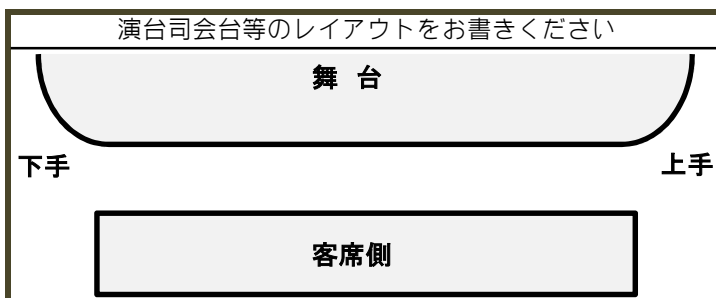 演台司会台等のレイアウトをお書きください
舞 台
下手
上手
客席側